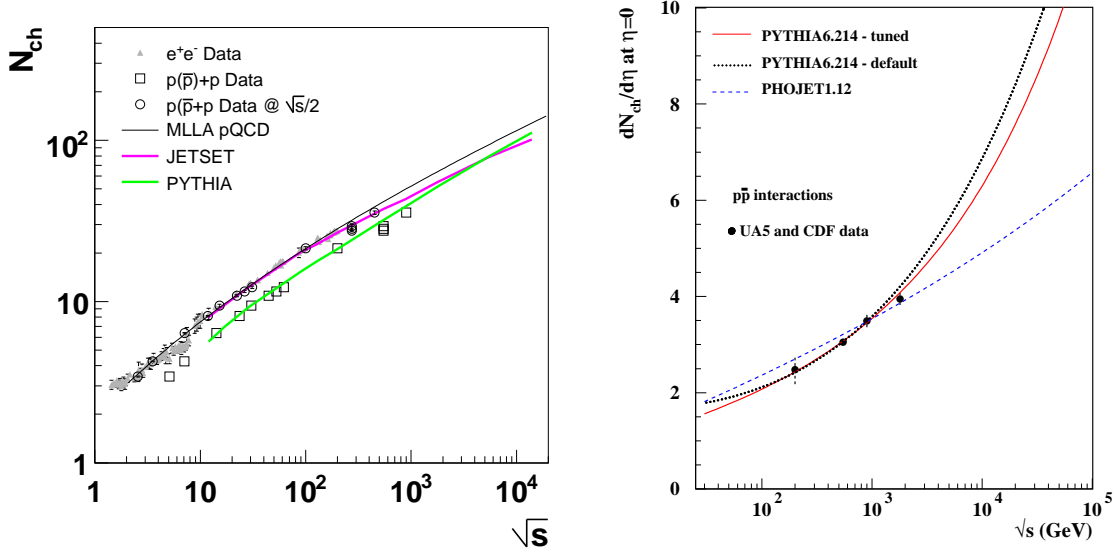 N_ch
10^2
10
1
e⁺e⁻ Data
p(p̅)+p Data
p(p̅+p Data @ √s/2
MLLA pQCD
JETSET
PYTHIA
1 10 10^2 10^3 10^4
√s
dN_ch/dη at η=0
10
8
6
4
2
0
PYTHIA6.214 - tuned
PYTHIA6.214 - default
PHOJET1.12
pp̅ interactions
UA5 and CDF data
10^2 10^3 10^4 10^5
√s (GeV)